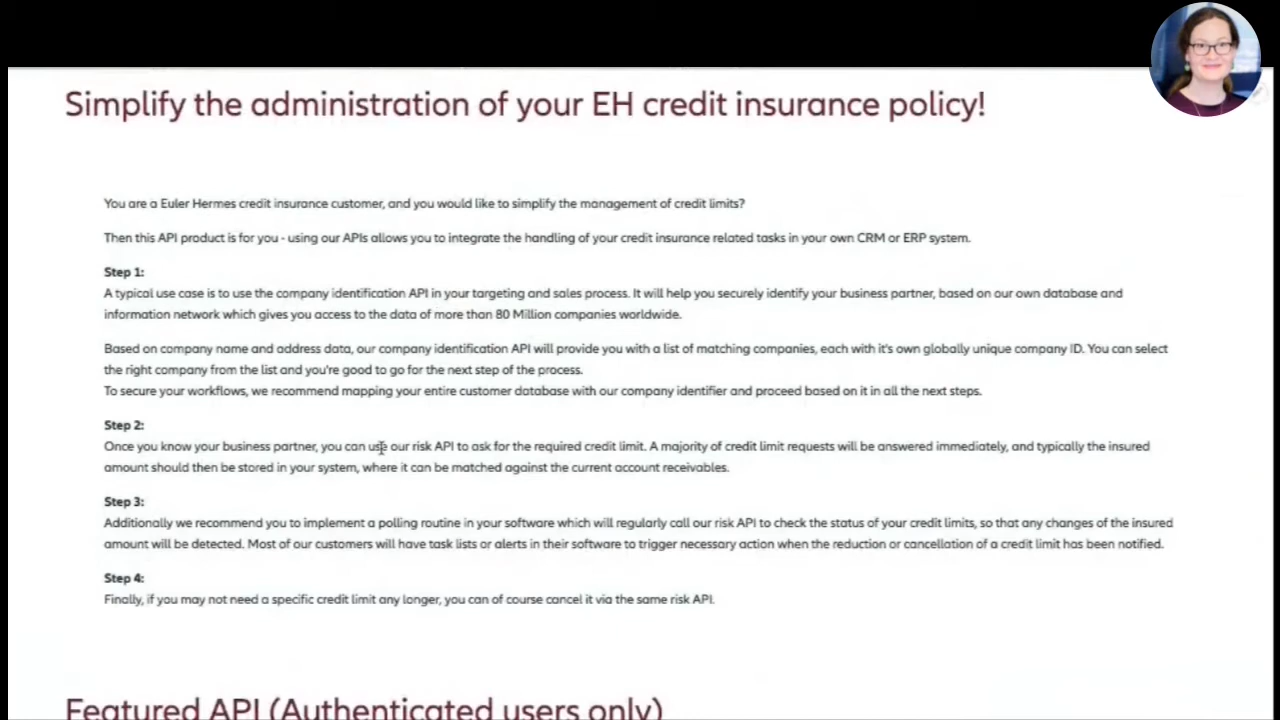 Simplify the administration of your EH credit insurance policy!
You are a Euler Hermes credit insurance customer, and you would like to simplify the management of credit limits?
Then this API product is for you - using our APIs allows you to integrate the handling of your credit insurance related tasks in your own CRM or ERP system.
Step 1:
A typical use case is to use the company identification API in your targeting and sales process. It will help you securely identify your business partner, based on our own database and
information network which gives you access to the data of more than 80 Million companies worldwide.
Based on company name and address data, our company identification API will provide you with a list of matching companies, each with it's own globally unique company ID. You can select
the right company from the list and you're good to go for the next step of the process.
To secure your workflows, we recommend mapping your entire customer database with our company identifier and proceed based on it in all the next steps.
Step 2:
Once you know your business partner, you can use our risk API to ask for the required credit limit. A majority of credit limit requests will be answered immediately, and typically the insured
amount should then be stored in your system, where it can be matched against the current account receivables.
Step 3:
Additionally we recommend you to implement a polling routine in your software which will regularly call our risk API to check the status of your credit limits, so that any changes of the insured
amount will be detected. Most of our customers will have task lists or alerts in their software to trigger necessary action when the reduction or cancellation of a credit limit has been notified.
Step 4:
Finally, if you may not need a specific credit limit any longer, you can of course cancel it via the same risk API.
Featured API (Authenticated users only)